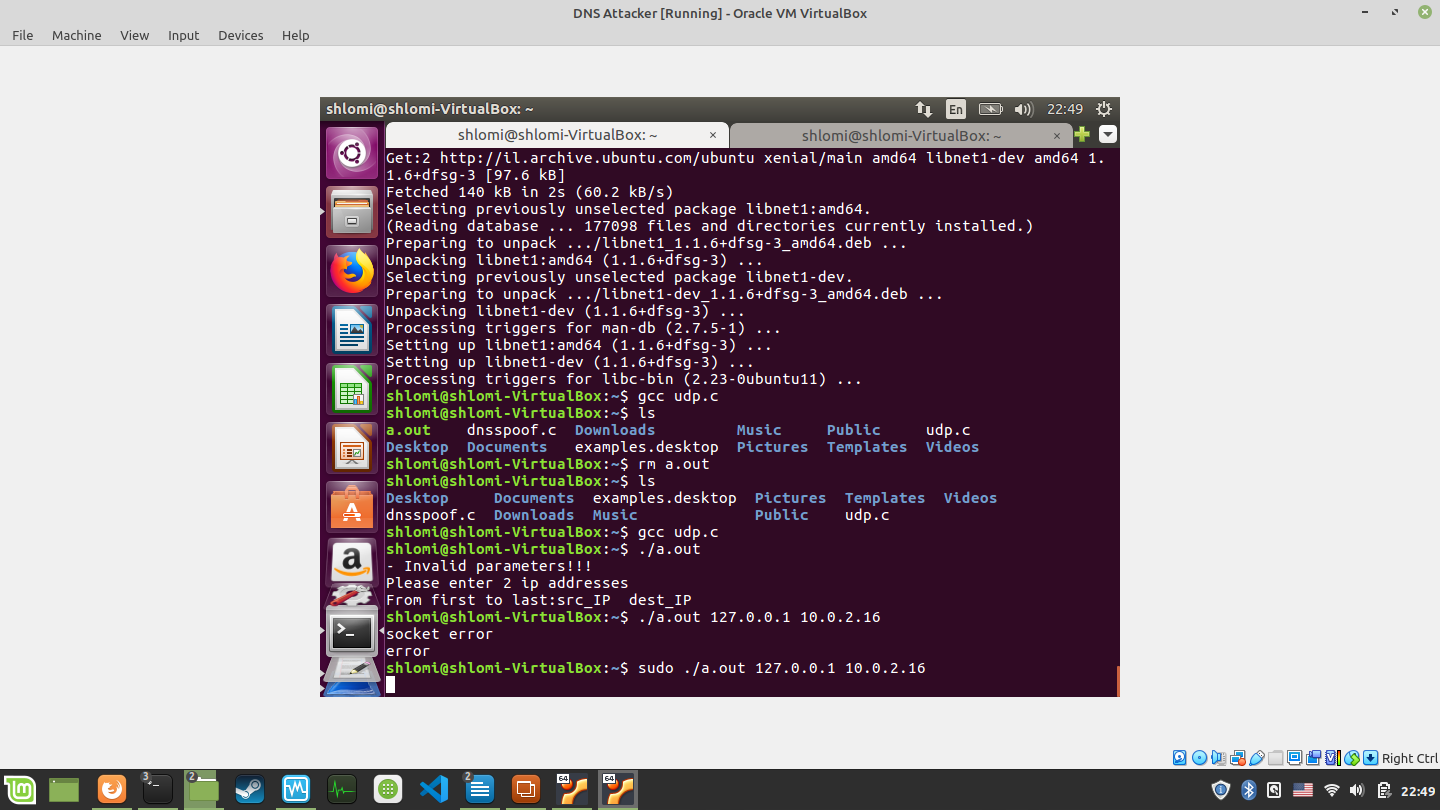 DNS Attacker [Running] - Oracle VM VirtualBox
File Machine View Input Devices Help
shlomi@shlomi-VirtualBox: ~
En
22:49
shlomi@shlomi-VirtualBox: ~ ×
shlomi@shlomi-VirtualBox: ~ ×
Get:2 http://il.archive.ubuntu.com/ubuntu xenial/main amd64 libnet1-dev amd64 1.
1.6+dfsg-3 [97.6 kB]
Fetched 140 kB in 2s (60.2 kB/s)
Selecting previously unselected package libnet1:amd64.
(Reading database ... 177098 files and directories currently installed.)
Preparing to unpack .../libnet1_1.1.6+dfsg-3_amd64.deb ...
Unpacking libnet1:amd64 (1.1.6+dfsg-3) ...
Selecting previously unselected package libnet1-dev.
Preparing to unpack .../libnet1-dev_1.1.6+dfsg-3_amd64.deb ...
Unpacking libnet1-dev (1.1.6+dfsg-3) ...
Processing triggers for man-db (2.7.5-1) ...
Setting up libnet1:amd64 (1.1.6+dfsg-3) ...
Setting up libnet1-dev (1.1.6+dfsg-3) ...
Processing triggers for libc-bin (2.23-0ubuntu11) ...
shlomi@shlomi-VirtualBox:~$ gcc udp.c
shlomi@shlomi-VirtualBox:~$ ls
a.out    dnsspoof.c  Downloads         Music     Public     udp.c
Desktop  Documents   examples.desktop  Pictures  Templates  Videos
shlomi@shlomi-VirtualBox:~$ rm a.out
shlomi@shlomi-VirtualBox:~$ ls
Desktop     Documents  examples.desktop  Pictures  Templates  Videos
dnsspoof.c  Downloads  Music             Public    udp.c
shlomi@shlomi-VirtualBox:~$ gcc udp.c
shlomi@shlomi-VirtualBox:~$ ./a.out
- Invalid parameters!!!
Please enter 2 ip addresses
From first to last:src_IP  dest_IP
shlomi@shlomi-VirtualBox:~$ ./a.out 127.0.0.1 10.0.2.16
socket error
error
shlomi@shlomi-VirtualBox:~$ sudo ./a.out 127.0.0.1 10.0.2.16
Right Ctrl
3
2
2
64
64
22:49